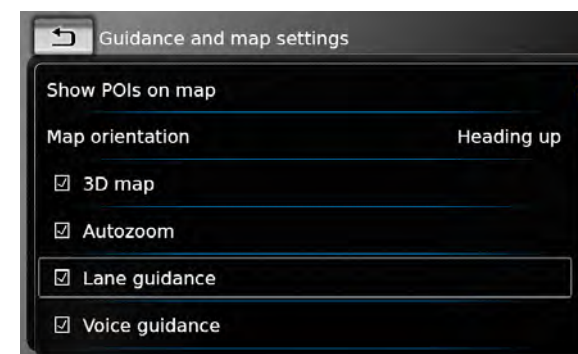 Guidance and map settings
Show POIs on map
Map orientation Heading up
3D map
Autozoom
Lane guidance
Voice guidance